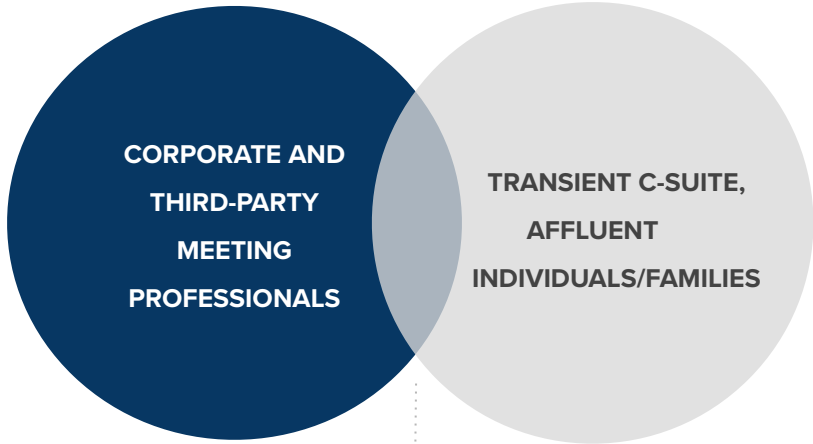 CORPORATE AND
THIRD-PARTY
MEETING
PROFESSIONALS
TRANSIENT C-SUITE,
AFFLUENT
INDIVIDUALS/FAMILIES